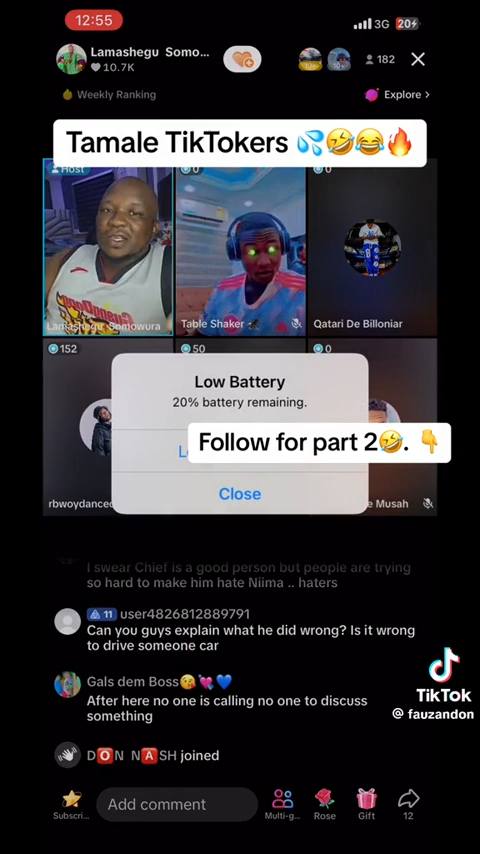 12:55
3G
20
Lamashegu Somo...
10.7K
182
Weekly Ranking
Explore >
Tamale TikTokers 💦🤣😂🔥
Host
0
0
Lamashegu Somowura
Table Shaker
Qatari De Billoniar
152
50
0
Low Battery
20% battery remaining.
Follow for part 2🤣. 👇
Close
rbwoydanceo
e Musah
I swear Chief is a good person but people are trying
so hard to make him hate Niima .. haters
11 user4826812889791
Can you guys explain what he did wrong? Is it wrong
to drive someone car
Gals dem Boss😘💘💙
After here no one is calling no one to discuss
something
D🅾N N🅰SH joined
TikTok
@ fauzandon
Subscri...
Add comment
Multi-g...
Rose
Gift
12